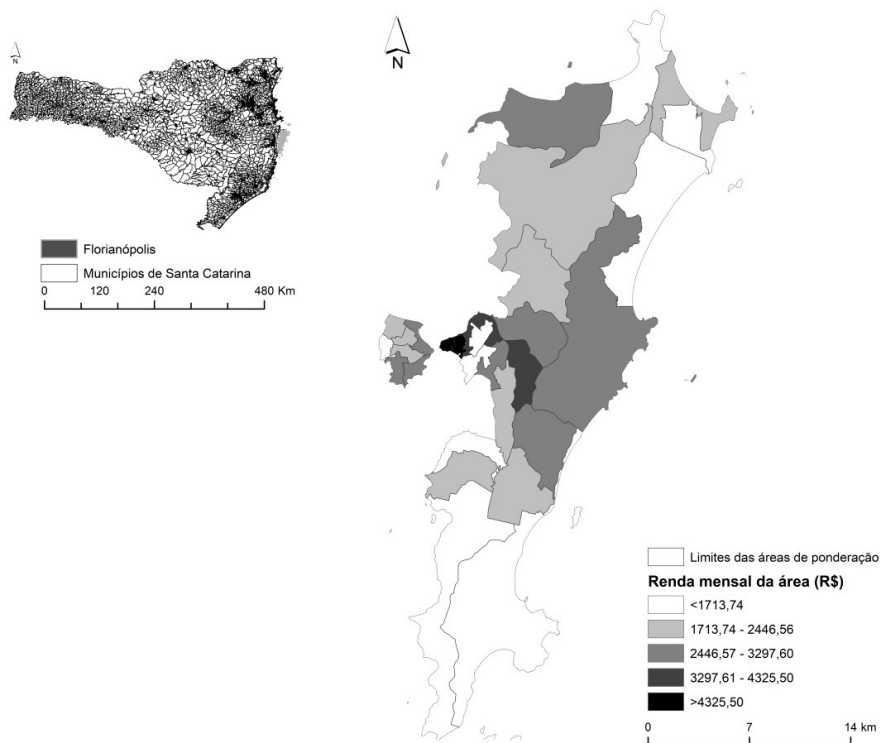 N
Florianópolis
Municípios de Santa Catarina
0 120 240 480 Km
N
Limites das áreas de ponderação
Renda mensal da área (R$)
<1713,74
1713,74 - 2446,56
2446,57 - 3297,60
3297,61 - 4325,50
>4325,50
0 7 14 km